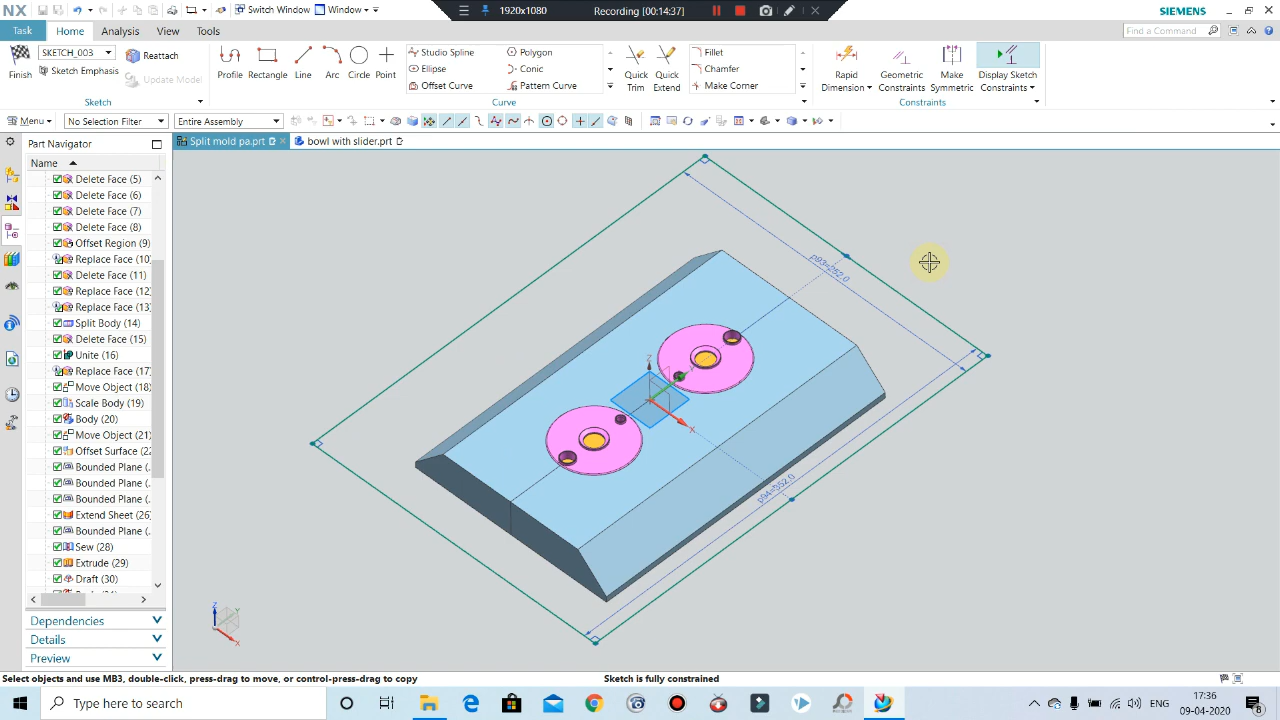 NX
Switch Window
Window
1920x1080
Recording [00:14:37]
SIEMENS
Task
Home
Analysis
View
Tools
Find a Command
SKETCH_003
Reattach
Sketch Emphasis
Update Model
Finish
Sketch
Profile
Rectangle
Line
Arc
Circle
Point
Studio Spline
Polygon
Ellipse
Conic
Offset Curve
Pattern Curve
Quick Trim
Quick Extend
Fillet
Chamfer
Make Corner
Curve
Rapid Dimension
Geometric Constraints
Make Symmetric
Display Sketch Constraints
Constraints
Menu
No Selection Filter
Entire Assembly
Part Navigator
Split mold pa.prt
bowl with slider.prt
Name
Delete Face (5)
Delete Face (6)
Delete Face (7)
Delete Face (8)
Offset Region (9)
Replace Face (10)
Delete Face (11)
Replace Face (12)
Replace Face (13)
Split Body (14)
Delete Face (15)
Unite (16)
Replace Face (17)
Move Object (18)
Scale Body (19)
Body (20)
Move Object (21)
Offset Surface (22
Bounded Plane (.
Bounded Plane (.
Bounded Plane (.
Extend Sheet (26)
Bounded Plane (.
Sew (28)
Extrude (29)
Draft (30)
Dependencies
Details
Preview
p93=252.0
p94=352.0
Z
Y
X
Z
Y
X
Select objects and use MB3, double-click, press-drag to move, or control-press-drag to copy
Sketch is fully constrained
Type here to search
17:36
09-04-2020